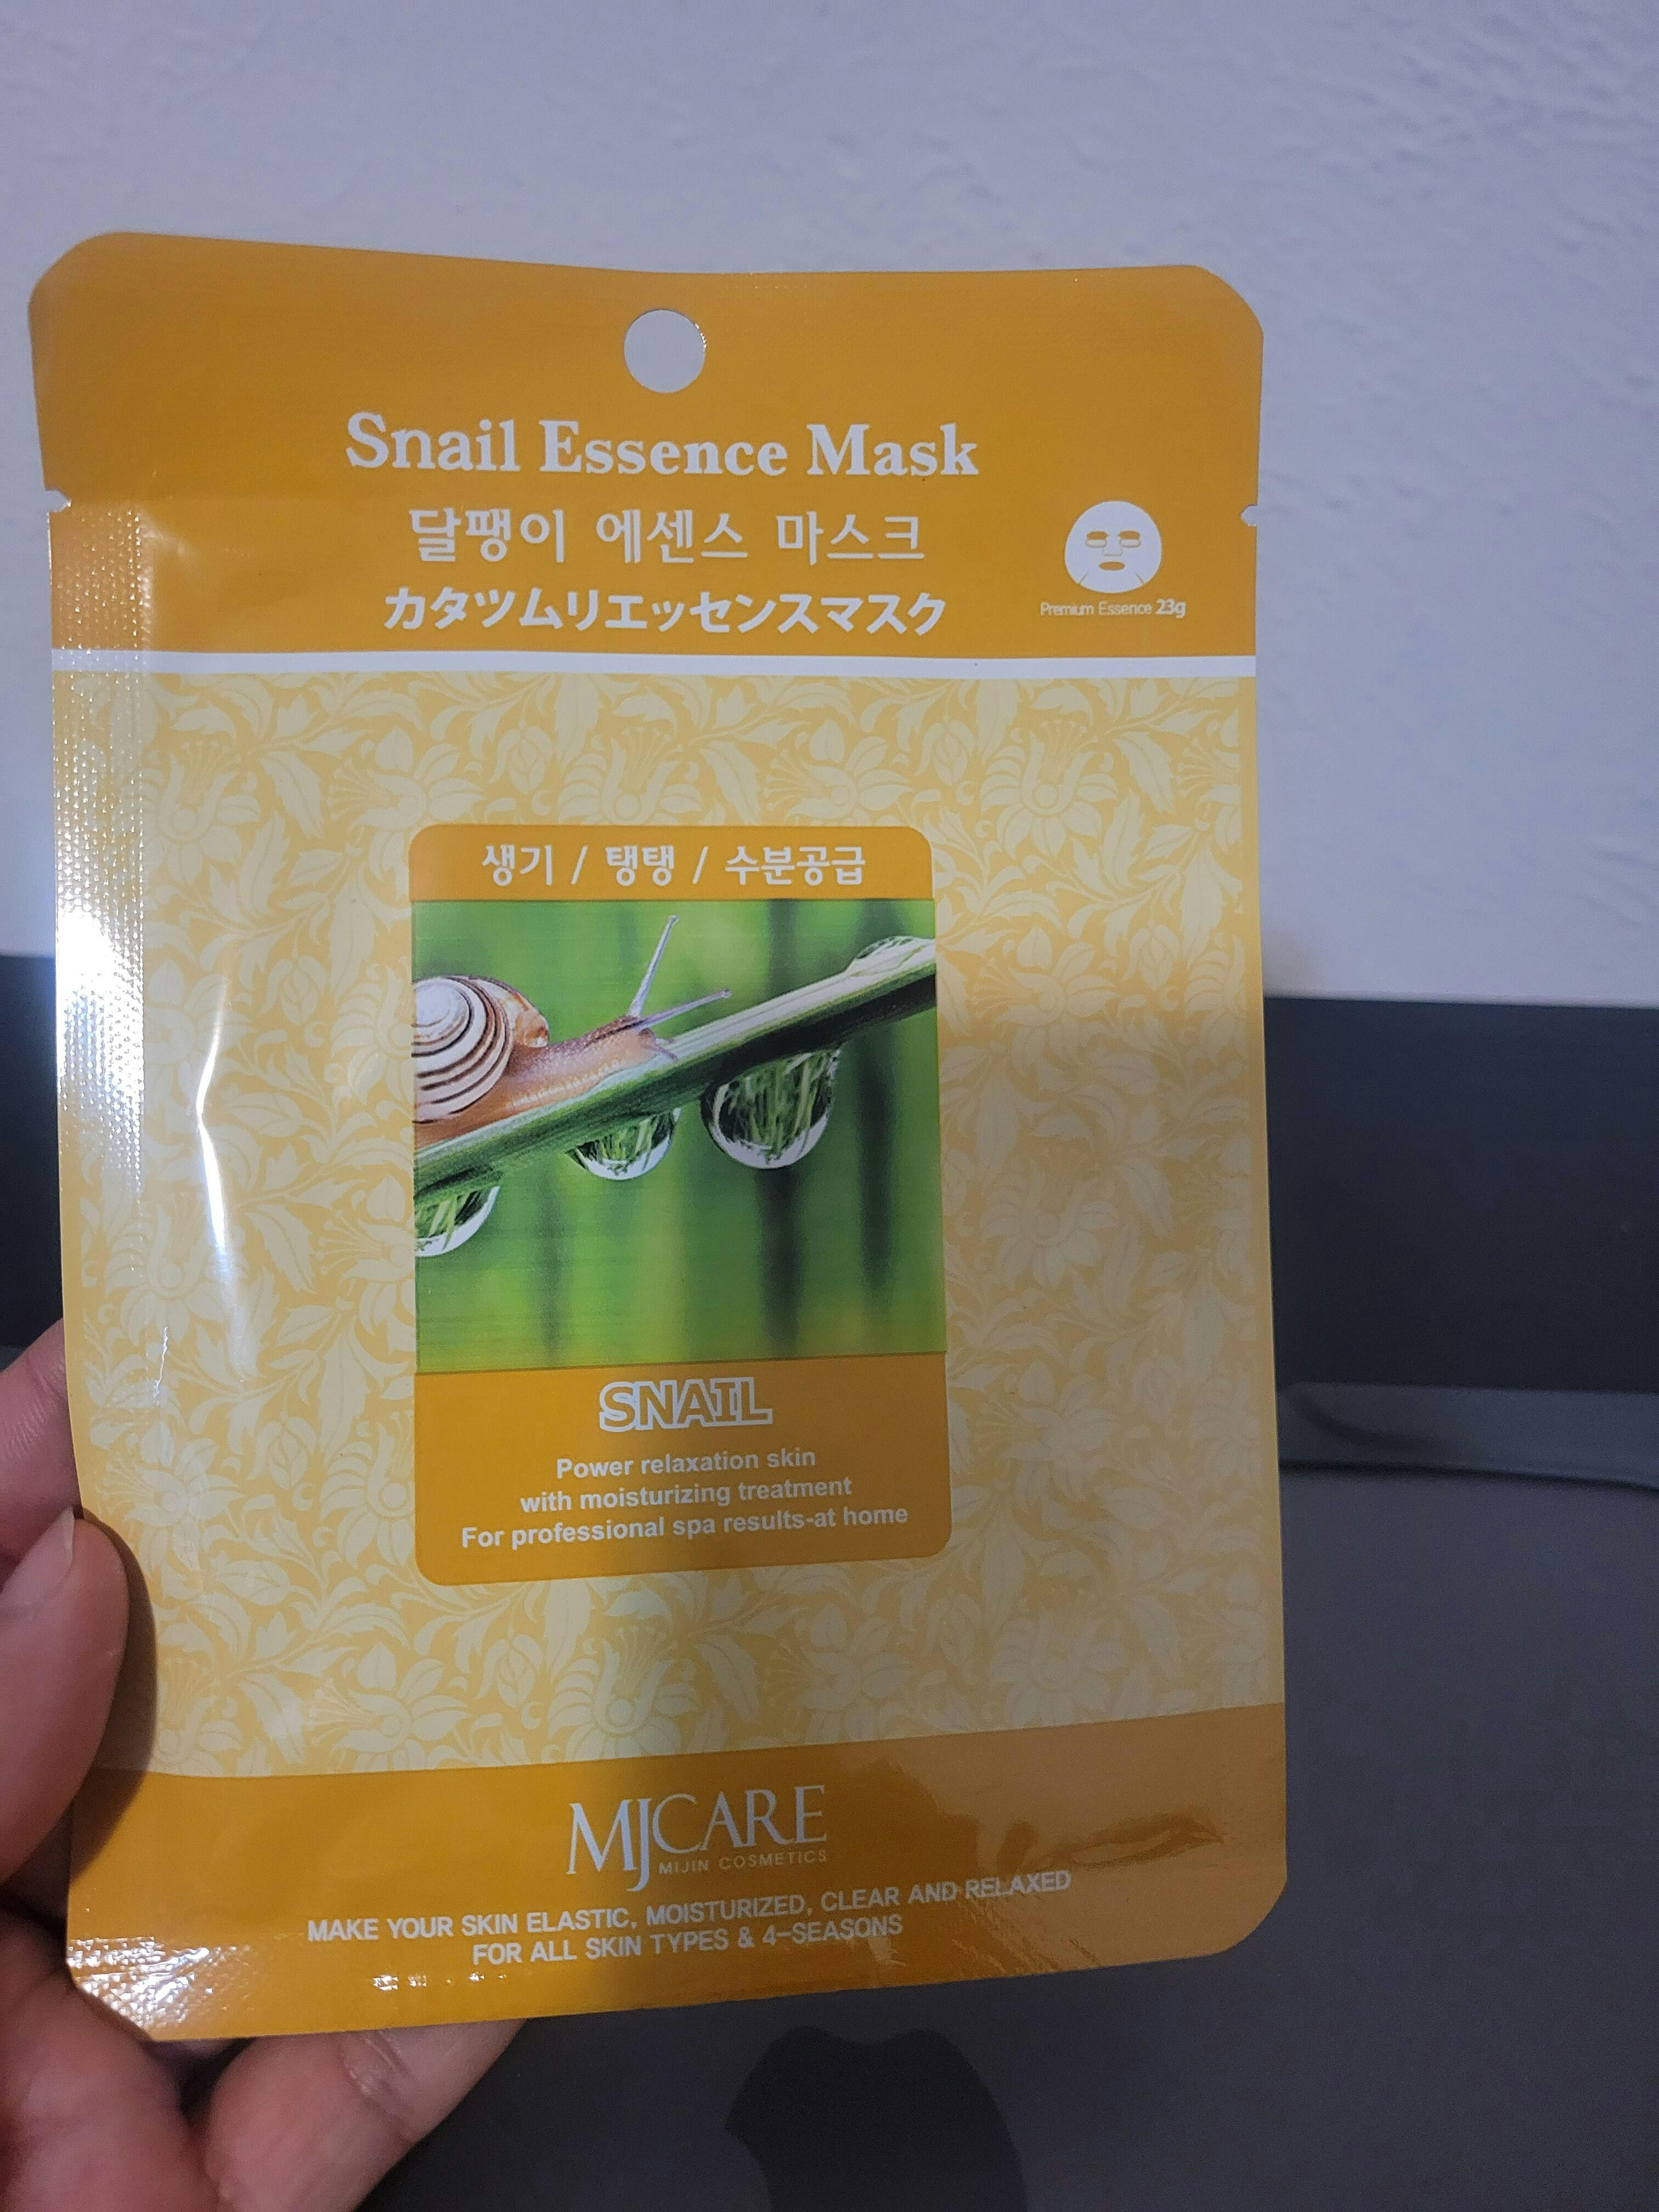 Snail Essence Mask
달팽이 에센스 마스크
カタツムリエッセンスマスク
Premium Essence 23g
생기 / 탱탱 / 수분공급
SNAIL
Power relaxation skin
with moisturizing treatment
For professional spa results-at home
MJCARE
MIJIN COSMETICS
MAKE YOUR SKIN ELASTIC, MOISTURIZED, CLEAR AND RELAXED
FOR ALL SKIN TYPES & 4-SEASONS